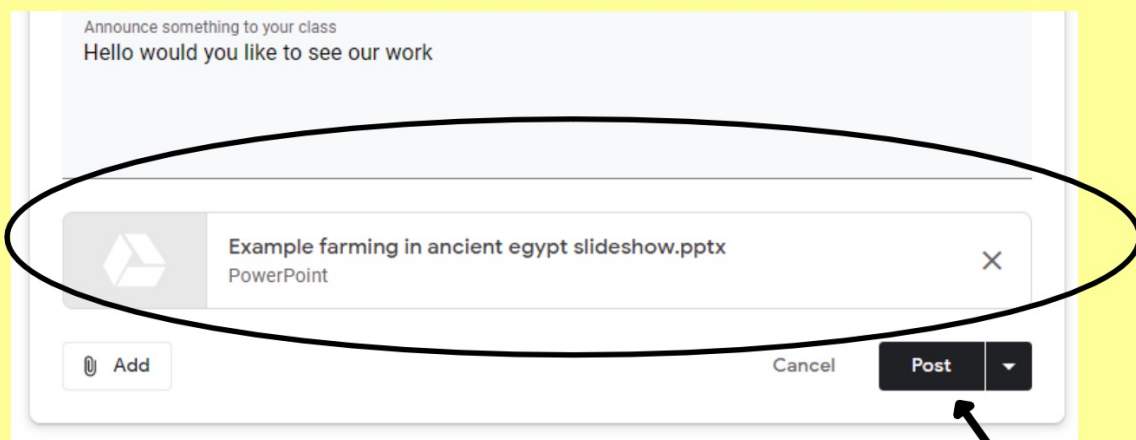 Announce something to your class
Hello would you like to see our work
Example farming in ancient egypt slideshow.pptx
PowerPoint
Add
Cancel
Post